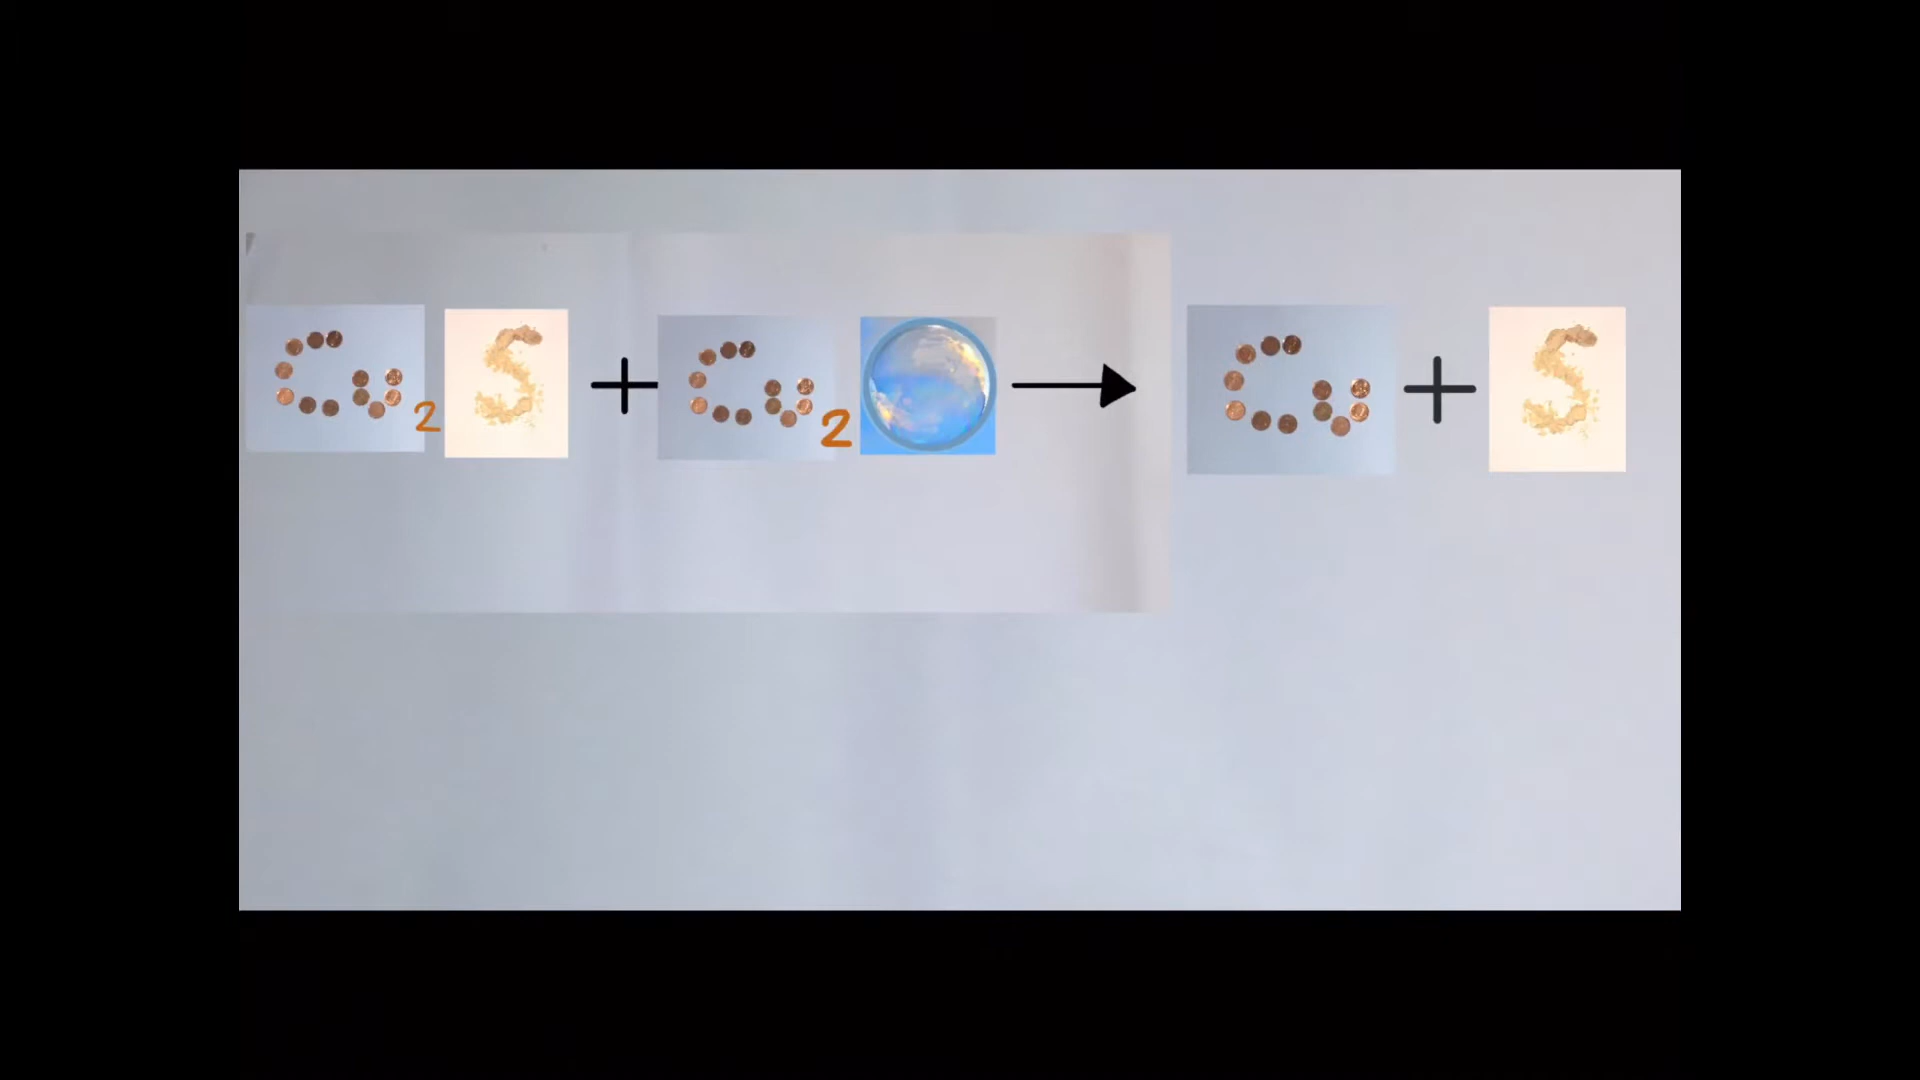 Cu2S + Cu2O → Cu + S